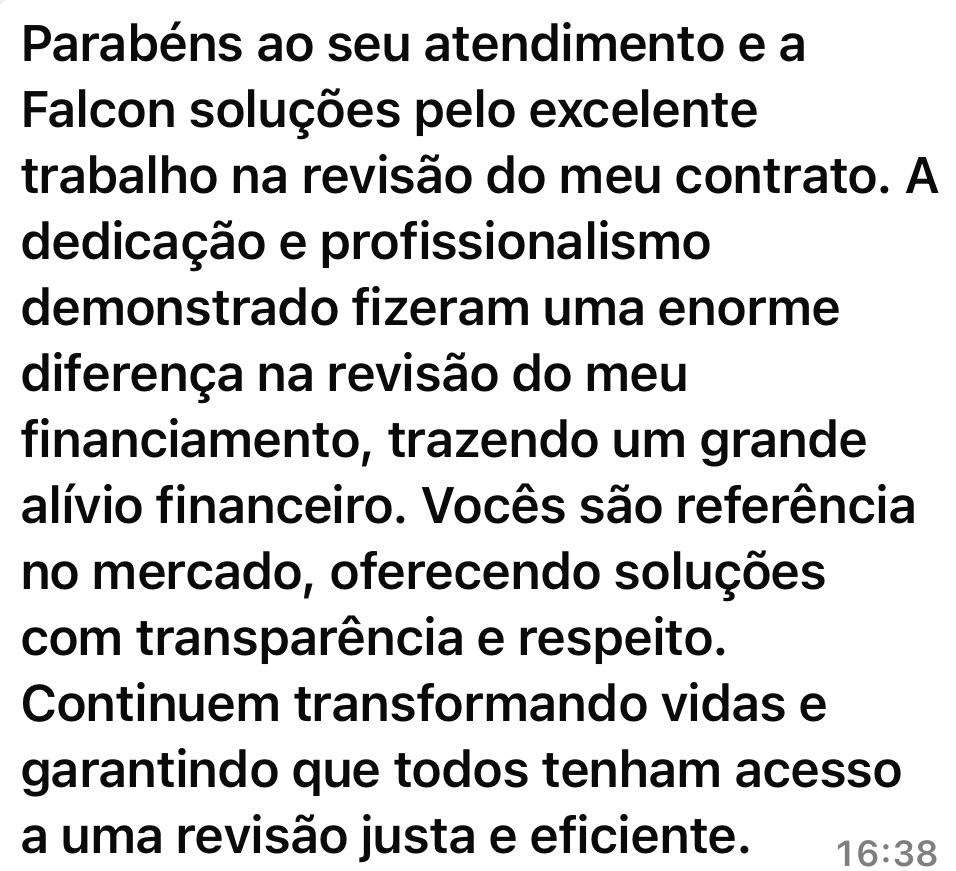 Parabéns ao seu atendimento e a
Falcon soluções pelo excelente
trabalho na revisão do meu contrato. A
dedicação e profissionalismo
demonstrado fizeram uma enorme
diferença na revisão do meu
financiamento, trazendo um grande
alívio financeiro. Vocês são referência
no mercado, oferecendo soluções
com transparência e respeito.
Continuem transformando vidas e
garantindo que todos tenham acesso
a uma revisão justa e eficiente.
16:38